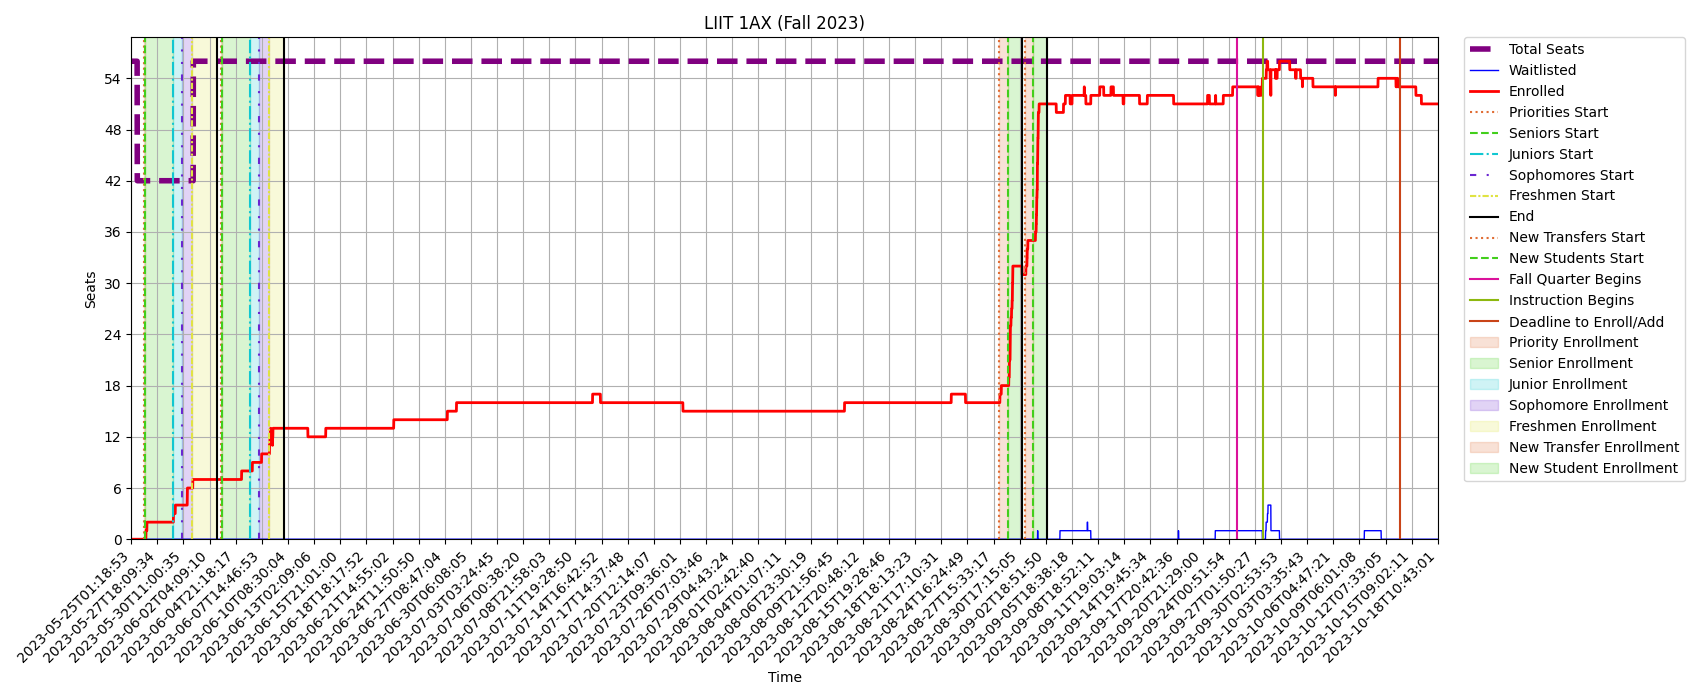 LIIT 1AX (Fall 2023)
Seats
54
48
42
36
30
24
18
12
6
0
2023-05-25T01:18:53
2023-05-27T18:09:34
2023-05-30T11:00:35
2023-06-02T04:09:10
2023-06-04T21:18:17
2023-06-07T14:46:53
2023-06-10T08:30:04
2023-06-13T02:09:06
2023-06-15T21:01:00
2023-06-18T18:17:52
2023-06-21T14:55:02
2023-06-24T11:50:50
2023-06-27T08:47:04
2023-06-30T06:08:05
2023-07-03T03:24:45
2023-07-06T00:38:20
2023-07-08T21:58:03
2023-07-11T19:28:50
2023-07-14T16:42:52
2023-07-17T14:37:48
2023-07-20T12:14:07
2023-07-23T09:36:01
2023-07-26T07:03:46
2023-07-29T04:43:24
2023-08-01T02:42:40
2023-08-04T01:07:11
2023-08-06T23:30:19
2023-08-09T21:56:45
2023-08-12T20:48:12
2023-08-15T19:28:46
2023-08-18T18:13:23
2023-08-21T17:10:31
2023-08-24T16:24:49
2023-08-27T15:33:17
2023-08-30T17:15:05
2023-09-02T18:51:50
2023-09-05T18:38:18
2023-09-08T18:52:11
2023-09-11T19:03:14
2023-09-14T19:45:34
2023-09-17T20:42:36
2023-09-20T21:29:00
2023-09-24T00:51:54
2023-09-27T01:50:27
2023-09-30T02:53:53
2023-10-03T03:35:43
2023-10-06T04:47:21
2023-10-09T06:01:08
2023-10-12T07:33:05
2023-10-15T09:02:11
2023-10-18T10:43:01
Time
Total Seats
Waitlisted
Enrolled
Priorities Start
Seniors Start
Juniors Start
Sophomores Start
Freshmen Start
End
New Transfers Start
New Students Start
Fall Quarter Begins
Instruction Begins
Deadline to Enroll/Add
Priority Enrollment
Senior Enrollment
Junior Enrollment
Sophomore Enrollment
Freshmen Enrollment
New Transfer Enrollment
New Student Enrollment